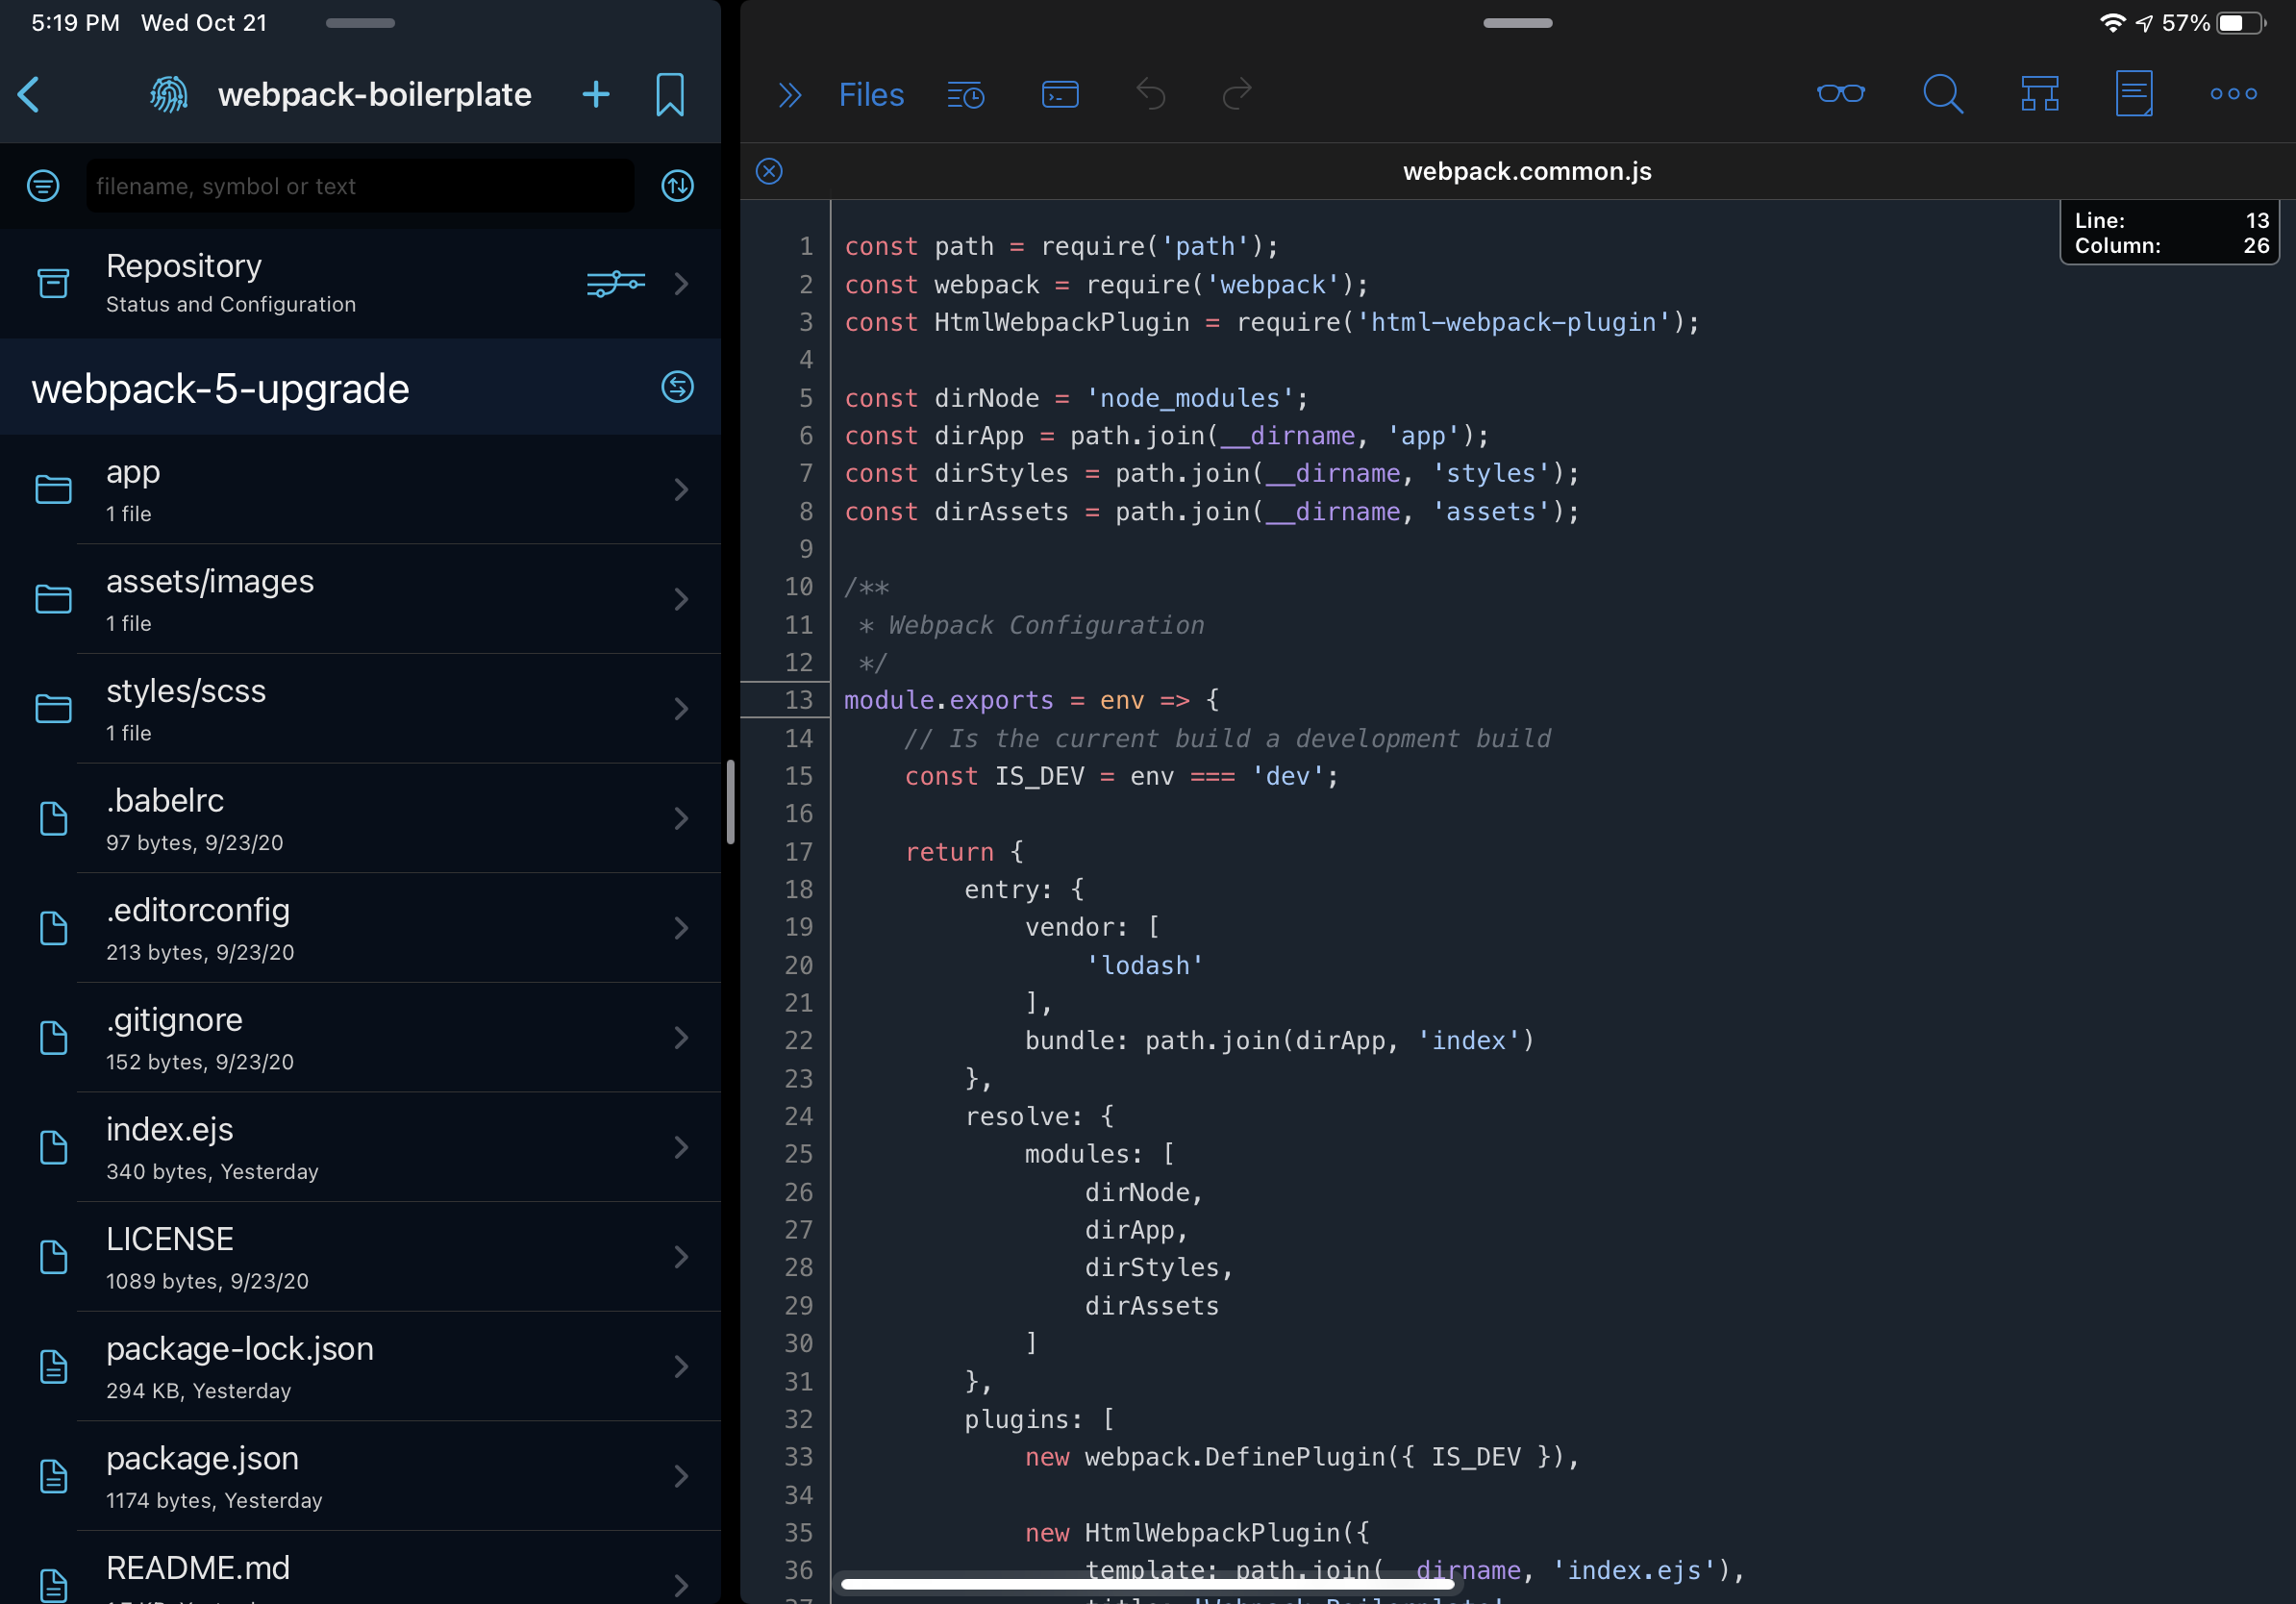 5:19 PM Wed Oct 21
webpack-boilerplate
filename, symbol or text
Repository
Status and Configuration
webpack-5-upgrade
app
1 file
assets/images
1 file
styles/scss
1 file
.babelrc
97 bytes, 9/23/20
.editorconfig
213 bytes, 9/23/20
.gitignore
152 bytes, 9/23/20
index.ejs
340 bytes, Yesterday
LICENSE
1089 bytes, 9/23/20
package-lock.json
294 KB, Yesterday
package.json
1174 bytes, Yesterday
README.md
57%
Files
webpack.common.js
Line: 13
Column: 26
1 const path = require('path');
2 const webpack = require('webpack');
3 const HtmlWebpackPlugin = require('html-webpack-plugin');
4
5 const dirNode = 'node_modules';
6 const dirApp = path.join(__dirname, 'app');
7 const dirStyles = path.join(__dirname, 'styles');
8 const dirAssets = path.join(__dirname, 'assets');
9
10 /**
11 * Webpack Configuration
12 */
13 module.exports = env => {
14 // Is the current build a development build
15 const IS_DEV = env === 'dev';
16
17 return {
18 entry: {
19 vendor: [
20 'lodash'
21 ],
22 bundle: path.join(dirApp, 'index')
23 },
24 resolve: {
25 modules: [
26 dirNode,
27 dirApp,
28 dirStyles,
29 dirAssets
30 ]
31 },
32 plugins: [
33 new webpack.DefinePlugin({ IS_DEV }),
34
35 new HtmlWebpackPlugin({
36 template: path.join(__dirname, 'index.ejs'),